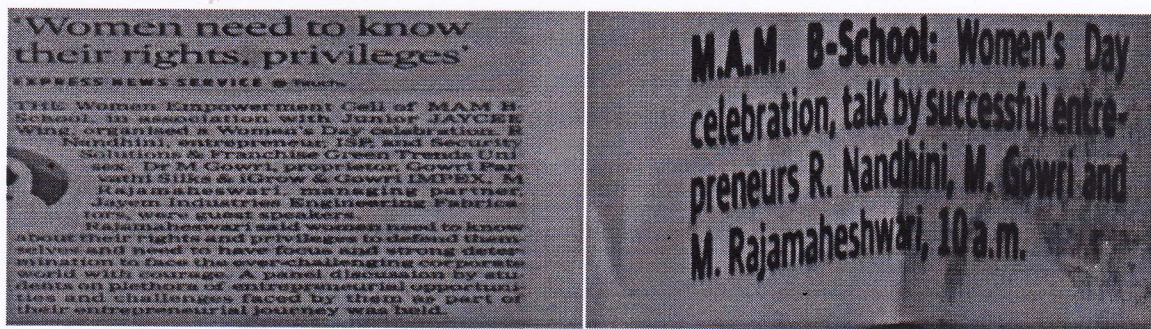 'Women need to know
their rights, privileges'
EXPRESS NEWS SERVICE @ Trichy
THE Women Empowerment Cell of MAM B-
School, in association with Junior JAYCEE
Wing, organised a Women's Day celebration. R
Nandhini, entrepreneur, ISP, and Security
Solutions & Franchise Green Trends Uni
sex, Dr M Gowri, proprietor, Gowri
Silks & iGrow & Gowri IMPEX, M
Rajamaheswari, managing partner,
Jayem Industries Engineering Fabrica
tors, were guest speakers.
Rajamaheswari said women need to know
about their rights and privileges to defend them
selves and need to have focus and strong deter
mination to face the ever-challenging corporate
world with courage. A panel discussion by stu
dents on plethora of entrepreneurial opportuni
ties and challenges faced by them as part of
their entrepreneurial journey was held.
M.A.M. B-School: Women's Day
celebration, talk by successful entre-
preneurs R. Nandhini, M. Gowri and
M. Rajamaheshwari, 10 a.m.